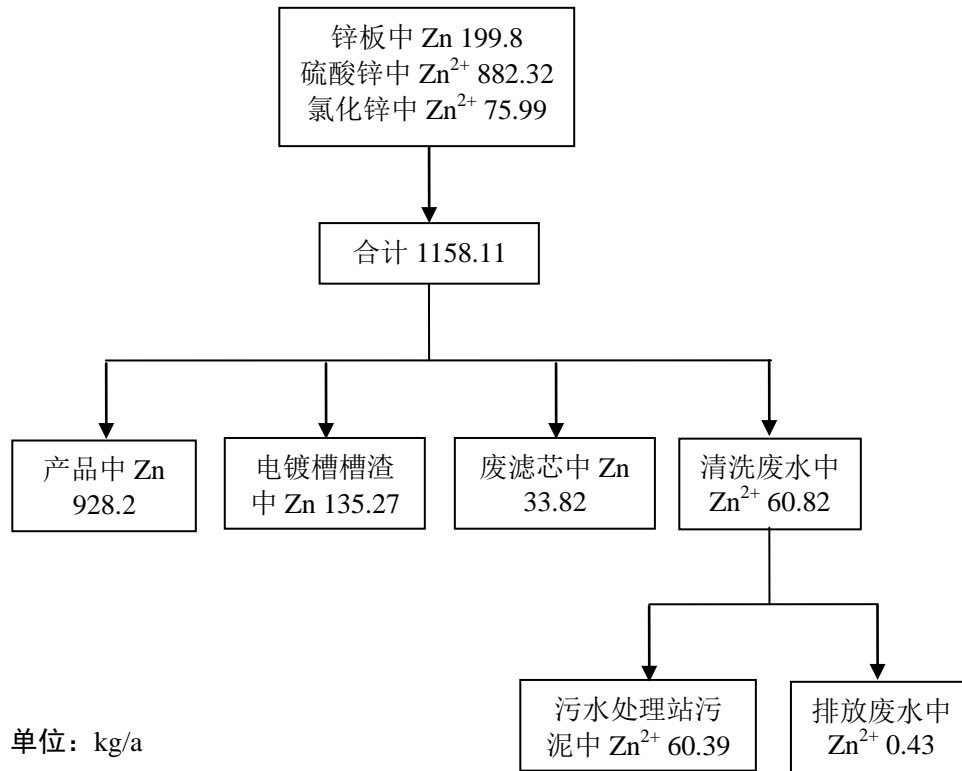 锌板中 Zn 199.8
硫酸锌中 Zn²⁺ 882.32
氯化锌中 Zn²⁺ 75.99
合计 1158.11
产品中 Zn
928.2
电镀槽槽渣
中 Zn 135.27
废滤芯中 Zn
33.82
清洗废水中
Zn²⁺ 60.82
污水处理站污
泥中 Zn²⁺ 60.39
排放废水中
Zn²⁺ 0.43
单位：kg/a